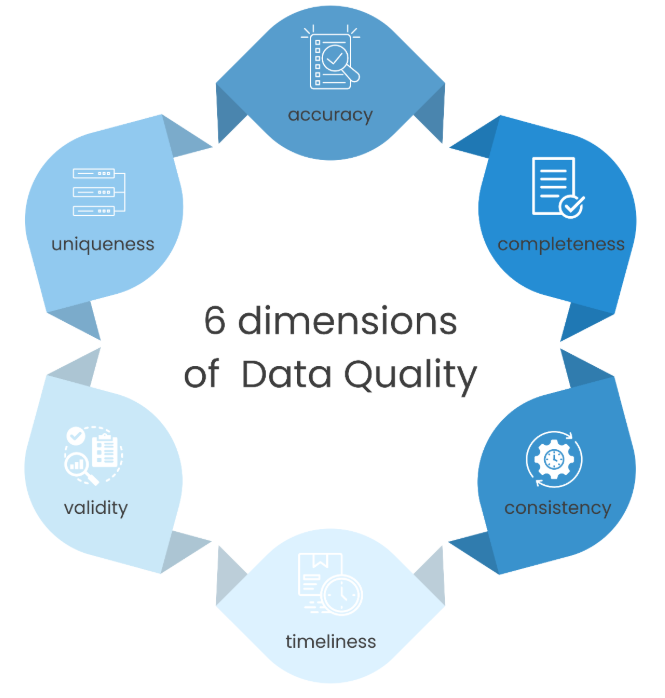 accuracy
uniqueness
completeness
6 dimensions
of Data Quality
validity
consistency
timeliness